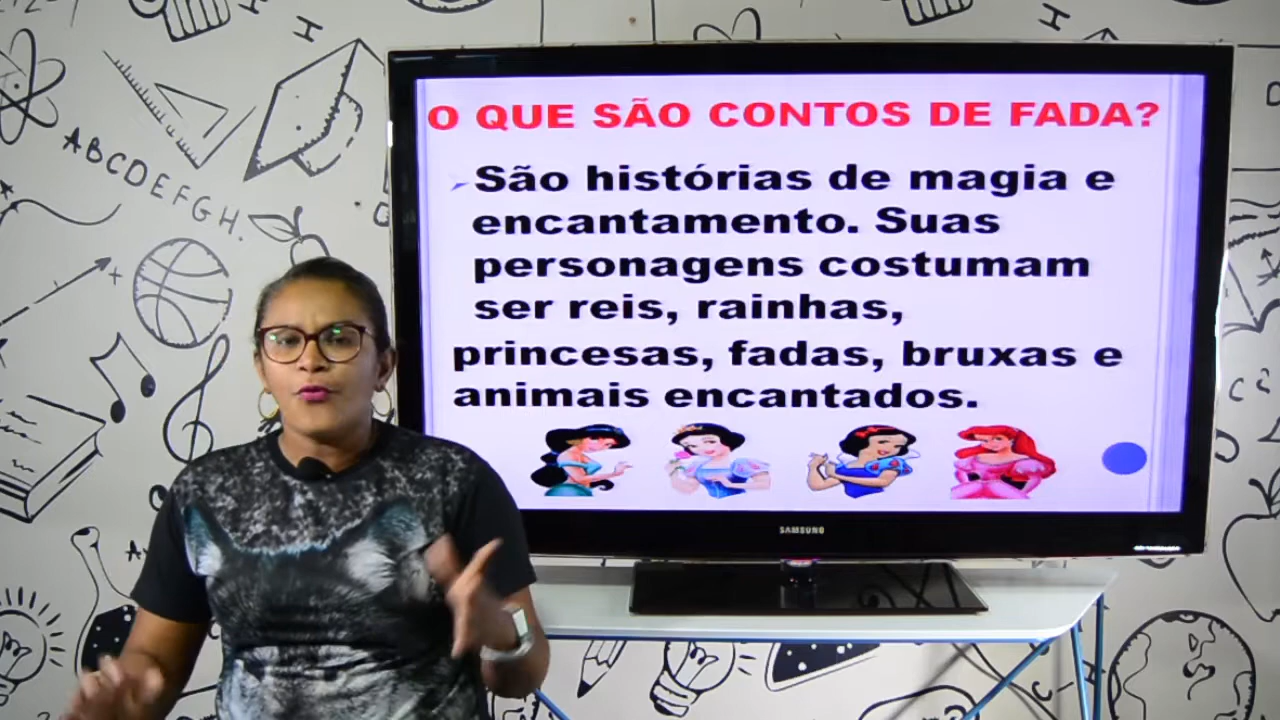 O QUE SÃO CONTOS DE FADA?
São histórias de magia e
encantamento. Suas
personagens costumam
ser reis, rainhas,
princesas, fadas, bruxas e
animais encantados.
SAMSUNG
ABCDEFGH.